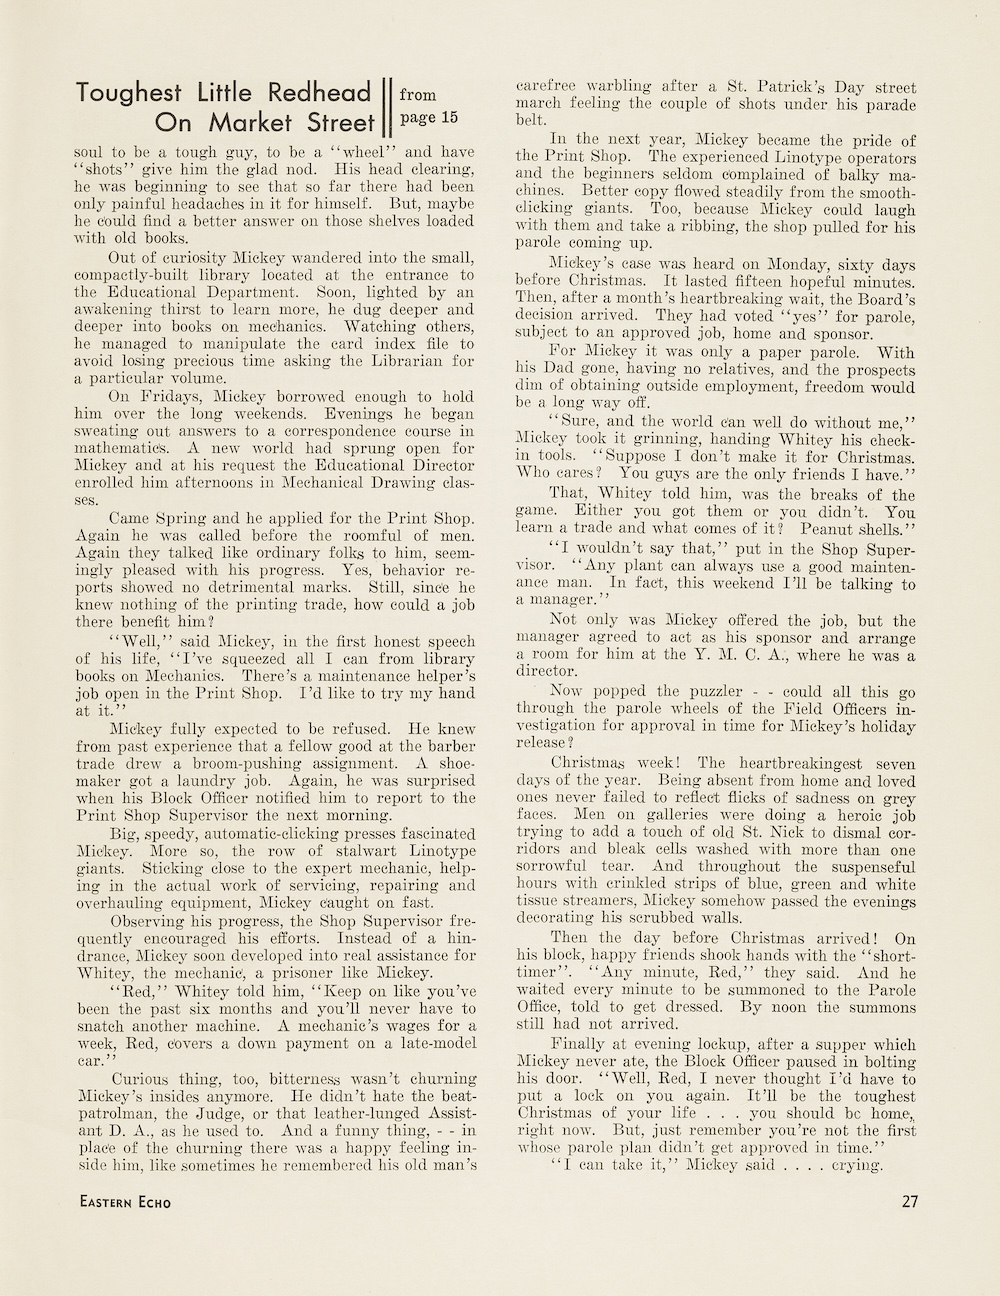 Toughest Little Redhead
On Market Street
from
page 15
soul to be a tough guy, to be a ‘‘wheel’’ and have
‘‘shots’’ give him the glad nod. His head clearing,
he was beginning to see that so far there had been
only painful headaches in it for himself. But, maybe
he could find a better answer on those shelves loaded
with old books.
Out of curiosity Mickey wandered into the small,
compactly-built library located at the entrance to
the Educational Department. Soon, lighted by an
awakening thirst to learn more, he dug deeper and
deeper into books on mechanics. Watching others,
he managed to manipulate the card index file to
avoid losing precious time asking the Librarian for
a particular volume.
On Fridays, Mickey borrowed enough to hold
him over the long weekends. Evenings he began
sweating out answers to a correspondence course in
mathematics. A new world had sprung open for
Mickey and at his request the Educational Director
enrolled him afternoons in Mechanical Drawing clas-
ses.
Came Spring and he applied for the Print Shop.
Again he was called before the roomful of men.
Again they talked like ordinary folks to him, seem-
ingly pleased with his progress. Yes, behavior re-
ports showed no detrimental marks. Still, since he
knew nothing of the printing trade, how could a job
there benefit him?
‘‘Well,’’ said Mickey, in the first honest speech
of his life, ‘‘I’ve squeezed all I can from library
books on Mechanics. There’s a maintenance helper’s
job open in the Print Shop. I’d like to try my hand
at it.’’
Mickey fully expected to be refused. He knew
from past experience that a fellow good at the barber
trade drew a broom-pushing assignment. A shoe-
maker got a laundry job. Again, he was surprised
when his Block Officer notified him to report to the
Print Shop Supervisor the next morning.
Big, speedy, automatic-clicking presses fascinated
Mickey. More so, the row of stalwart Linotype
giants. Sticking close to the expert mechanic, help-
ing in the actual work of servicing, repairing and
overhauling equipment, Mickey caught on fast.
Observing his progress, the Shop Supervisor fre-
quently encouraged his efforts. Instead of a hin-
drance, Mickey soon developed into real assistance for
Whitey, the mechanic, a prisoner like Mickey.
‘‘Red,’’ Whitey told him, ‘‘Keep on like you’ve
been the past six months and you’ll never have to
snatch another machine. A mechanic’s wages for a
week, Red, covers a down payment on a late-model
car.’’
Curious thing, too, bitterness wasn’t churning
Mickey’s insides anymore. He didn’t hate the beat-
patrolman, the Judge, or that leather-lunged Assist-
ant D. A., as he used to. And a funny thing, - - in
place of the churning there was a happy feeling in-
side him, like sometimes he remembered his old man’s
carefree warbling after a St. Patrick’s Day street
march feeling the couple of shots under his parade
belt.
In the next year, Mickey became the pride of
the Print Shop. The experienced Linotype operators
and the beginners seldom complained of balky ma-
chines. Better copy flowed steadily from the smooth-
clicking giants. Too, because Mickey could laugh
with them and take a ribbing, the shop pulled for his
parole coming up.
Mickey’s case was heard on Monday, sixty days
before Christmas. It lasted fifteen hopeful minutes.
Then, after a month’s heartbreaking wait, the Board’s
decision arrived. They had voted ‘‘yes’’ for parole,
subject to an approved job, home and sponsor.
For Mickey it was only a paper parole. With
his Dad gone, having no relatives, and the prospects
dim of obtaining outside employment, freedom would
be a long way off.
‘‘Sure, and the world can well do without me,’’
Mickey took it grinning, handing Whitey his check-
in tools. ‘‘Suppose I don’t make it for Christmas.
Who cares? You guys are the only friends I have.’’
That, Whitey told him, was the breaks of the
game. Either you got them or you didn’t. You
learn a trade and what comes of it? Peanut shells.’’
‘‘I wouldn’t say that,’’ put in the Shop Super-
visor. ‘‘Any plant can always use a good mainten-
ance man. In fact, this weekend I’ll be talking to
a manager.’’
Not only was Mickey offered the job, but the
manager agreed to act as his sponsor and arrange
a room for him at the Y. M. C. A., where he was a
director.
Now popped the puzzler - - could all this go
through the parole wheels of the Field Officers in-
vestigation for approval in time for Mickey’s holiday
release?
Christmas week! The heartbreakingest seven
days of the year. Being absent from home and loved
ones never failed to reflect flicks of sadness on grey
faces. Men on galleries were doing a heroic job
trying to add a touch of old St. Nick to dismal cor-
ridors and bleak cells washed with more than one
sorrowful tear. And throughout the suspenseful
hours with crinkled strips of blue, green and white
tissue streamers, Mickey somehow passed the evenings
decorating his scrubbed walls.
Then the day before Christmas arrived! On
his block, happy friends shook hands with the ‘‘short-
timer’’. ‘‘Any minute, Red,’’ they said. And he
waited every minute to be summoned to the Parole
Office, told to get dressed. By noon the summons
still had not arrived.
Finally at evening lockup, after a supper which
Mickey never ate, the Block Officer paused in bolting
his door. ‘‘Well, Red, I never thought I’d have to
put a lock on you again. It’ll be the toughest
Christmas of your life . . . you should be home,
right now. But, just remember you’re not the first
whose parole plan didn’t get approved in time.’’
‘‘I can take it,’’ Mickey said . . . . crying.
EASTERN ECHO
27